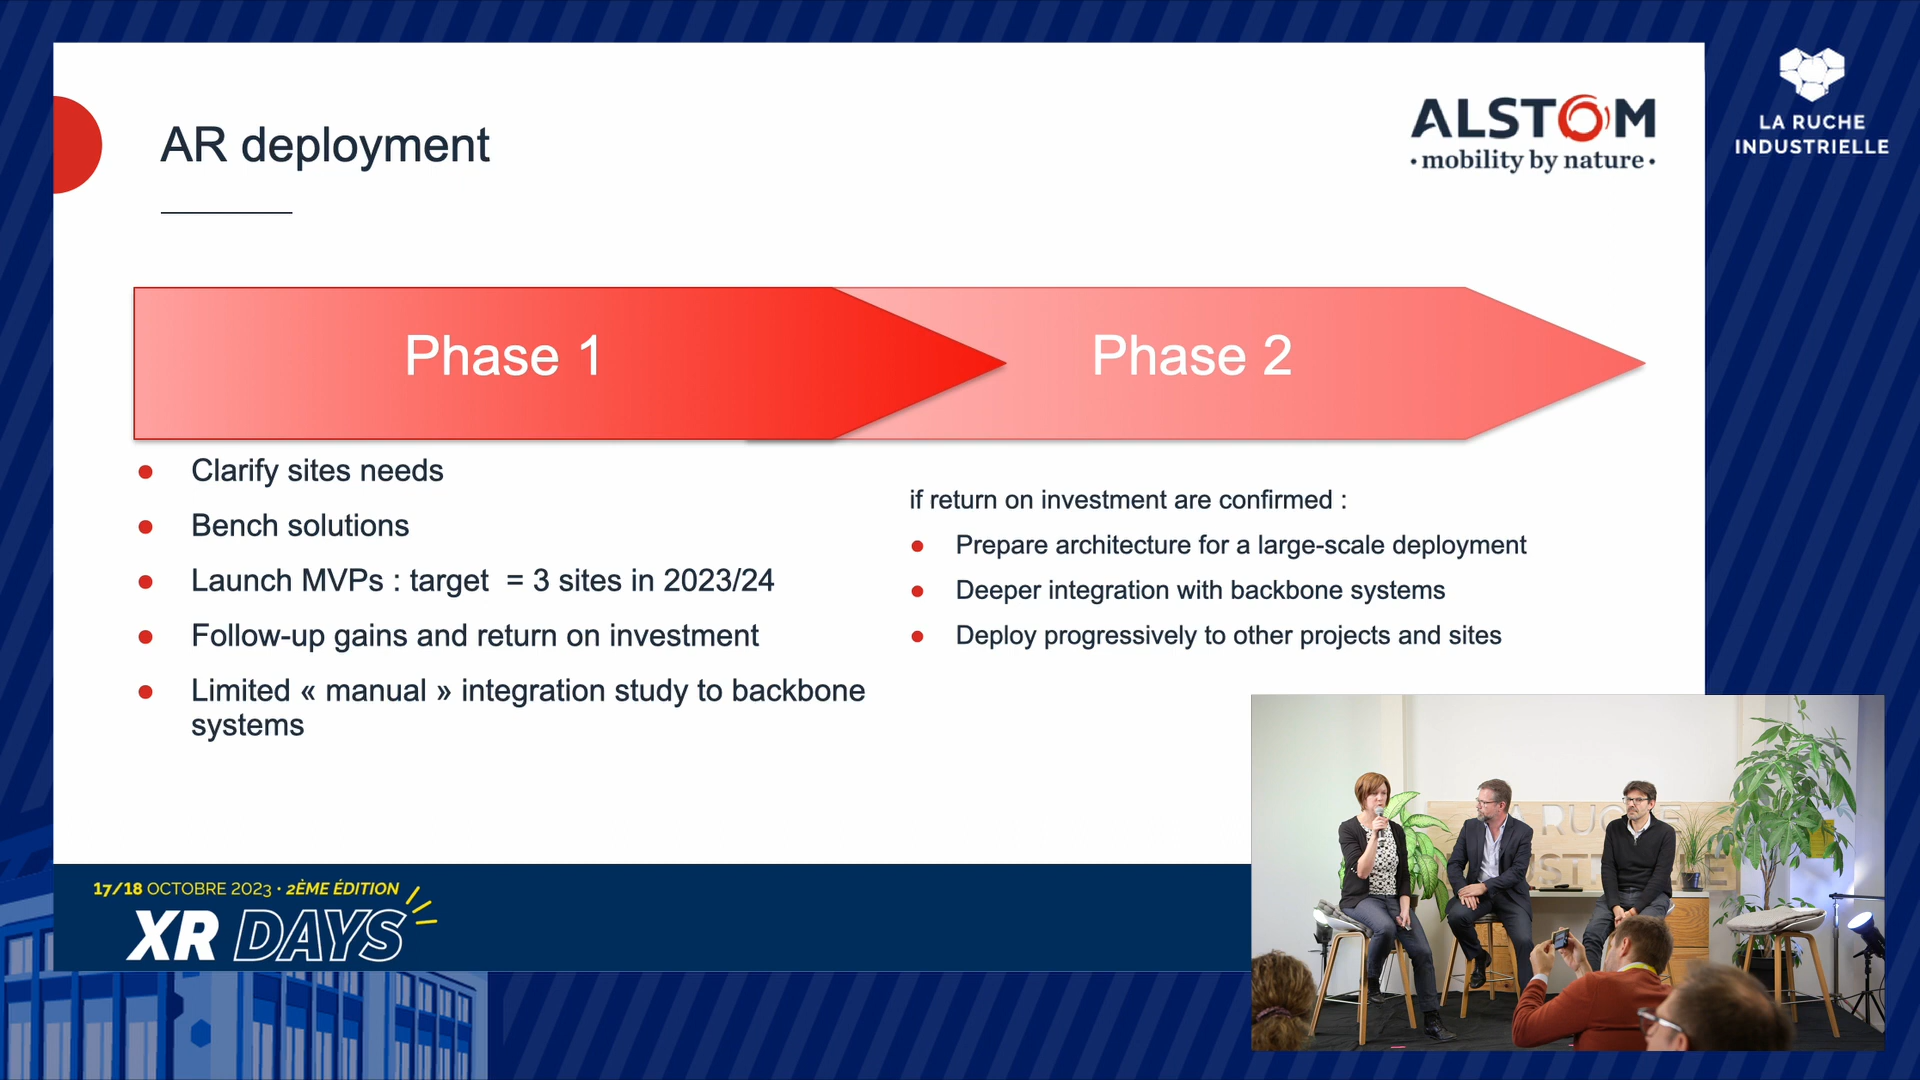 AR deployment
ALSTOM
• mobility by nature •
LA RUCHE
INDUSTRIELLE
Phase 1
Phase 2
• Clarify sites needs
• Bench solutions
• Launch MVPs : target  = 3 sites in 2023/24
• Follow-up gains and return on investment
• Limited « manual » integration study to backbone
systems
if return on investment are confirmed :
• Prepare architecture for a large-scale deployment
• Deeper integration with backbone systems
• Deploy progressively to other projects and sites
17/18 OCTOBRE 2023 • 2ÈME ÉDITION
XR DAYS
LA RUCHE